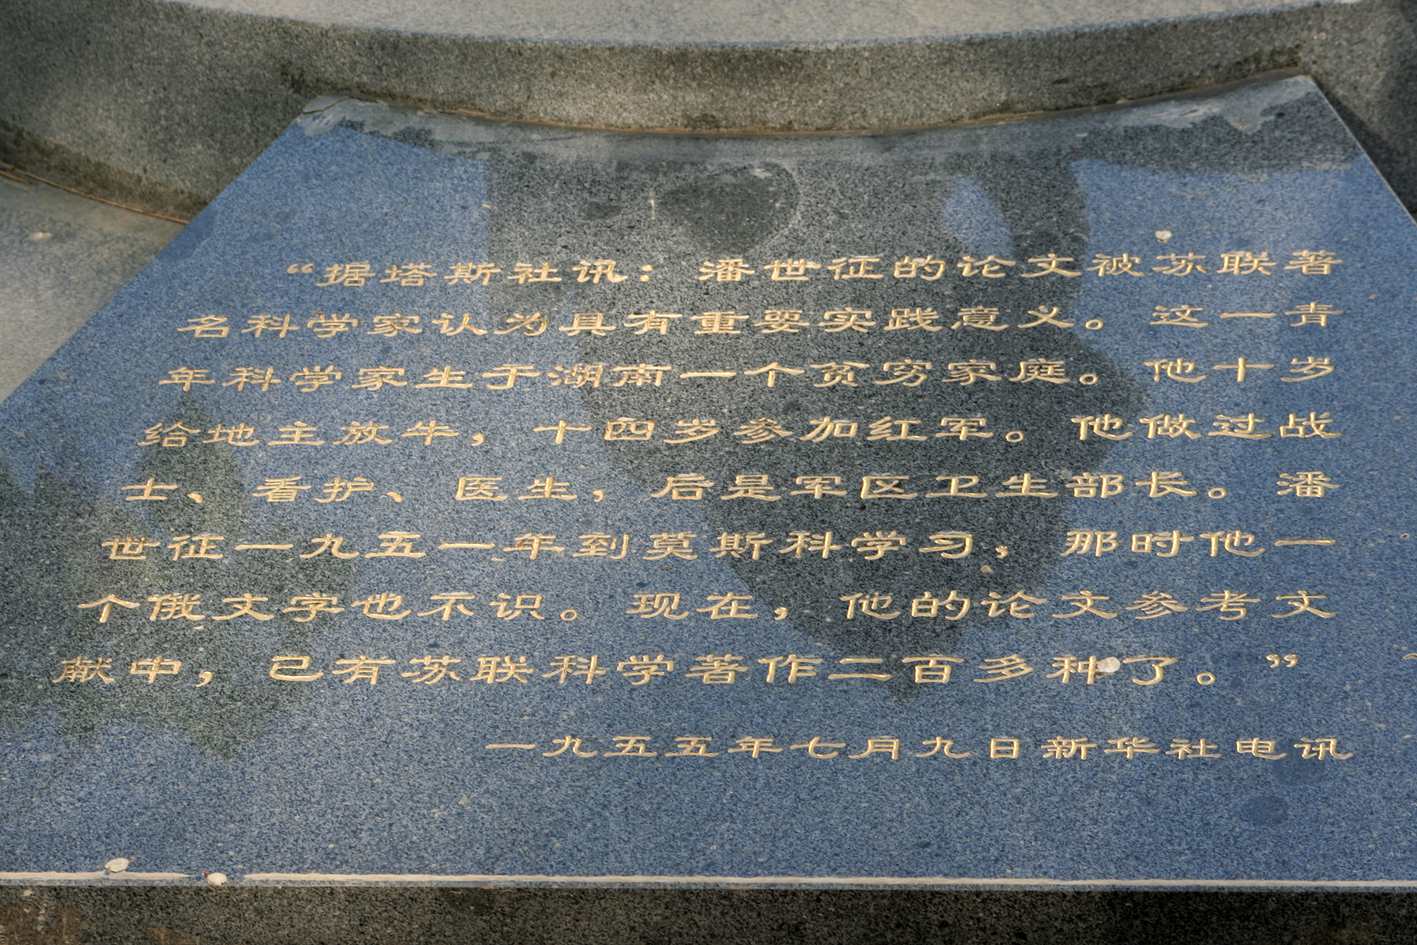 “据塔斯社讯：潘世征的论文被苏联著
名科学家认为具有重要实践意义。这一青
年科学家生于湖南一个贫穷家庭。他十岁
给地主放牛，十四岁参加红军。他做过战
士、看护、医生，后是军区卫生部长。潘
世征一九五一年到莫斯科学习，那时他一
个俄文字也不识。现在，他的论文参考文
献中，已有苏联科学著作二百多种了。”
一九五五年七月九日新华社电讯